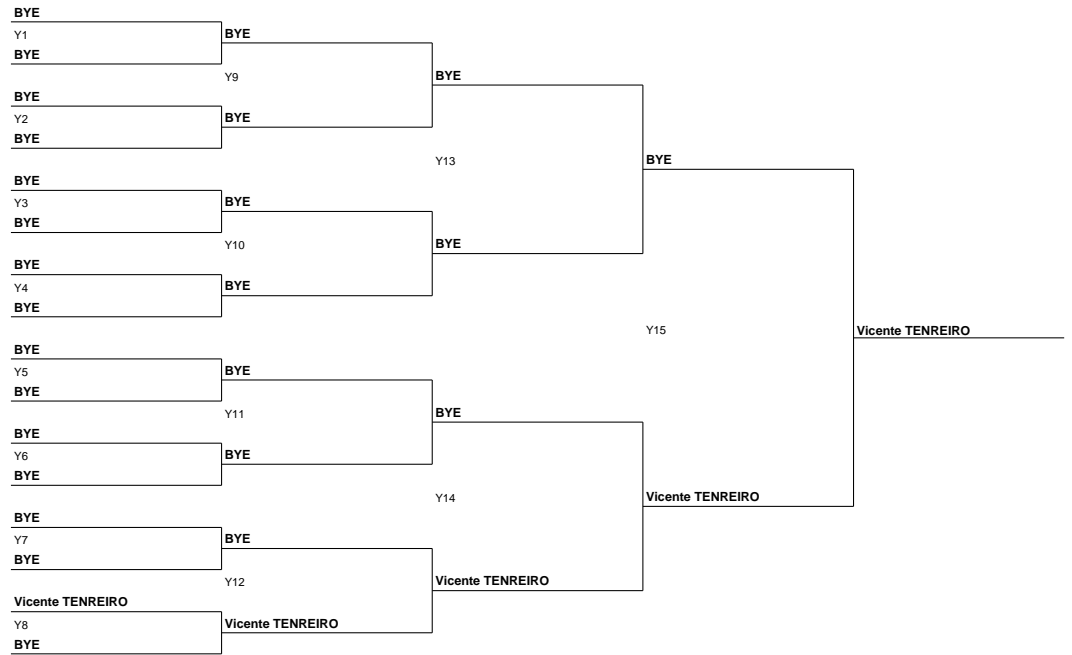 BYE
Y1
BYE
BYE
Y9
BYE
BYE
Y2
BYE
BYE
Y13
BYE
BYE
Y3
BYE
BYE
Y10
BYE
BYE
Y4
BYE
BYE
Y15
Vicente TENREIRO
BYE
Y5
BYE
BYE
Y11
BYE
BYE
Y6
BYE
BYE
Y14
Vicente TENREIRO
BYE
Y7
BYE
BYE
Y12
Vicente TENREIRO
Vicente TENREIRO
Y8
Vicente TENREIRO
BYE